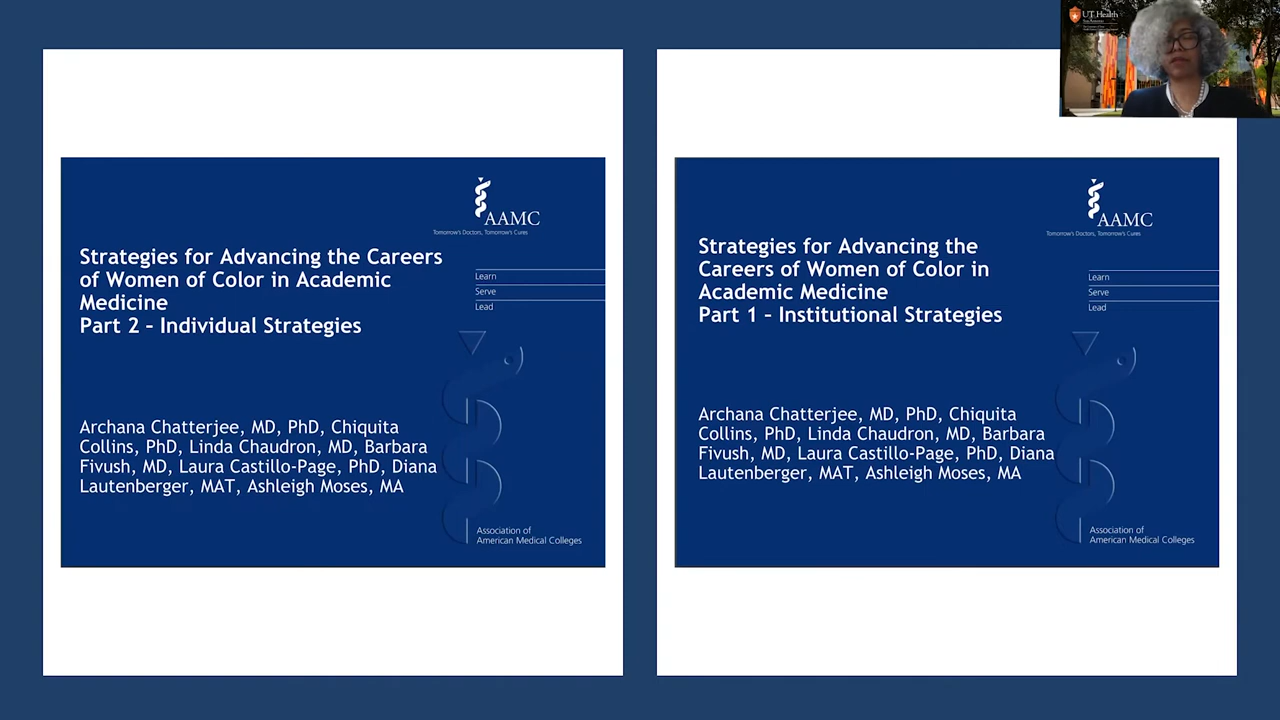 Strategies for Advancing the Careers
of Women of Color in Academic
Medicine
Part 2 – Individual Strategies
AAMC
Tomorrow's Doctors, Tomorrow's Cures
Learn
Serve
Lead
Archana Chatterjee, MD, PhD, Chiquita
Collins, PhD, Linda Chaudron, MD, Barbara
Fivush, MD, Laura Castillo-Page, PhD, Diana
Lautenberger, MAT, Ashleigh Moses, MA
Association of
American Medical Colleges
Strategies for Advancing the
Careers of Women of Color in
Academic Medicine
Part 1 – Institutional Strategies
AAMC
Tomorrow's Doctors, Tomorrow's Cures
Learn
Serve
Lead
Archana Chatterjee, MD, PhD, Chiquita
Collins, PhD, Linda Chaudron, MD, Barbara
Fivush, MD, Laura Castillo-Page, PhD, Diana
Lautenberger, MAT, Ashleigh Moses, MA
Association of
American Medical Colleges
UT Health